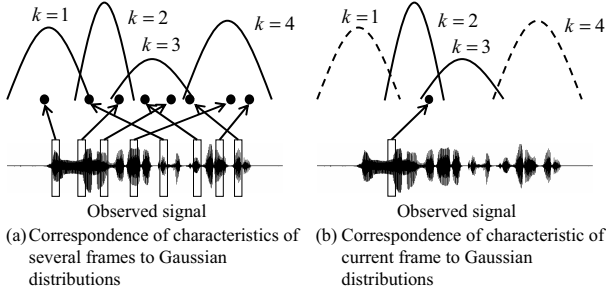 k = 1
k = 2
k = 3
k = 4
Observed signal
(a) Correspondence of characteristics of
several frames to Gaussian
distributions
k = 1
k = 2
k = 3
k = 4
Observed signal
(b) Correspondence of characteristic of
current frame to Gaussian
distributions